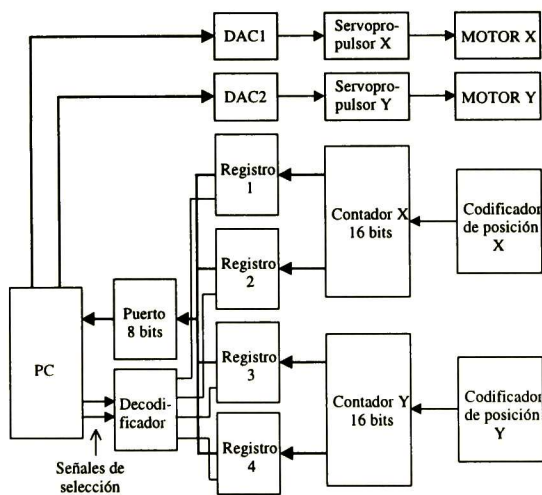 DAC1
Servopro-
pulsor X
MOTOR X
DAC2
Servopro-
pulsor Y
MOTOR Y
Registro
1
Contador X
16 bits
Codificador
de posición
X
Registro
2
Puerto
8 bits
PC
Registro
3
Decodi-
ficador
Contador Y
16 bits
Codificador
de posición
Y
Registro
4
Señales de
selección